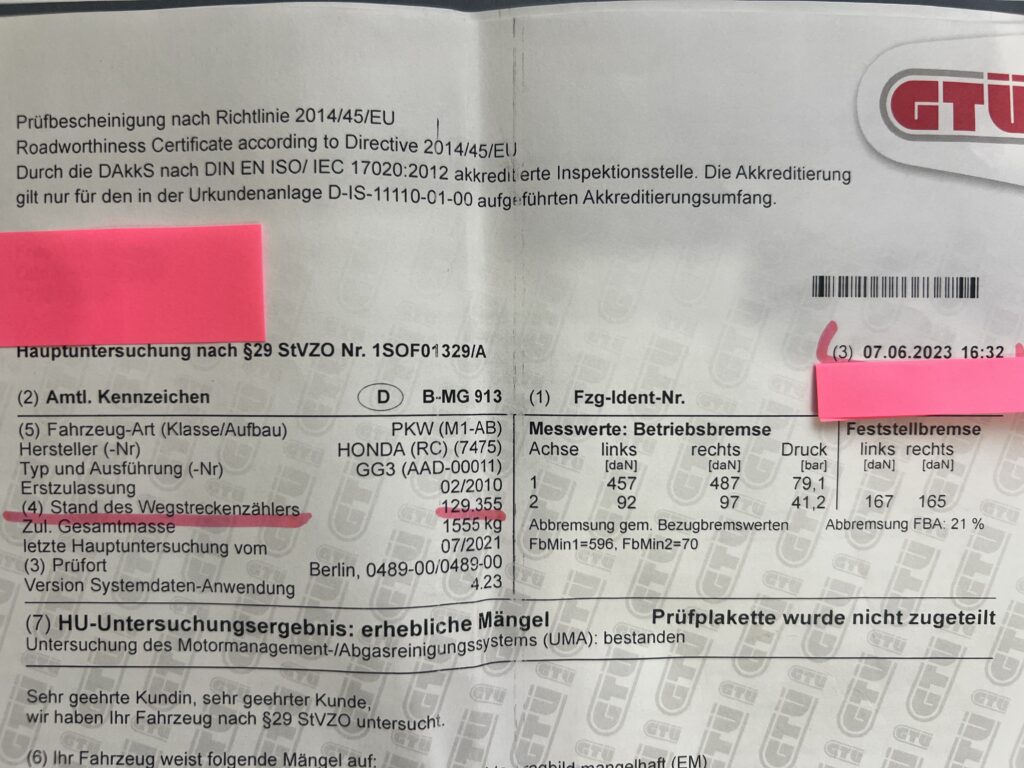 GTÜ
Prüfbescheinigung nach Richtlinie 2014/45/EU
Roadworthiness Certificate according to Directive 2014/45/EU
Durch die DAkkS nach DIN EN ISO/ IEC 17020:2012 akkreditierte Inspektionsstelle. Die Akkreditierung
gilt nur für den in der Urkundenanlage D-IS-11110-01-00 aufgeführten Akkreditierungsumfang.
Hauptuntersuchung nach §29 StVZO Nr. 1SOF01329/A
(3) 07.06.2023 16:32
(2) Amtl. Kennzeichen D B-MG 913
(5) Fahrzeug-Art (Klasse/Aufbau) PKW (M1-AB)
Hersteller (-Nr) HONDA (RC) (7475)
Typ und Ausführung (-Nr) GG3 (AAD-00011)
Erstzulassung 02/2010
(4) Stand des Wegstreckenzählers 129.355
Zul. Gesamtmasse 1555 kg
letzte Hauptuntersuchung vom 07/2021
(3) Prüfort Berlin, 0489-00/0489-00
Version Systemdaten-Anwendung 4.23
(1) Fzg-Ident-Nr.
Messwerte: Betriebsbremse Feststellbremse
Achse links rechts Druck links rechts
[daN] [daN] [bar] [daN] [daN]
1 457 487 79,1
2 92 97 41,2 167 165
Abbremsung gem. Bezugbremswerten Abbremsung FBA: 21 %
FbMin1=596, FbMin2=70
(7) HU-Untersuchungsergebnis: erhebliche Mängel Prüfplakette wurde nicht zugeteilt
Untersuchung des Motormanagement-/Abgasreinigungssystems (UMA): bestanden
Sehr geehrte Kundin, sehr geehrter Kunde,
wir haben Ihr Fahrzeug nach §29 StVZO untersucht.
(6) Ihr Fahrzeug weist folgende Mängel auf:
mangelhaft (EM)